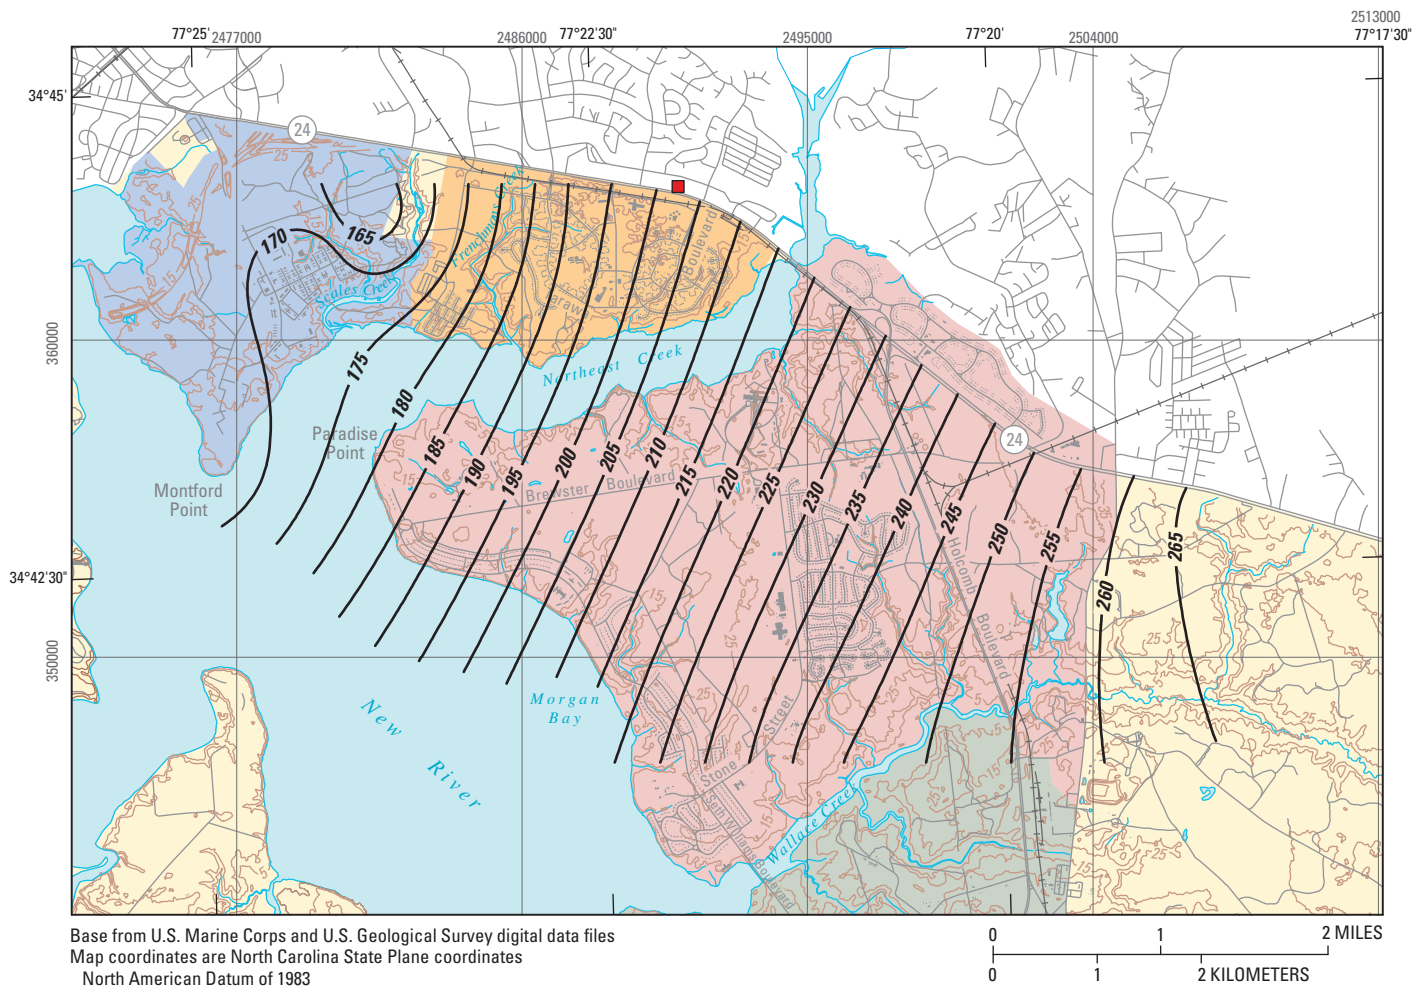 2513000
77°25' 2477000 2486000 77°22'30" 2495000 77°20' 2504000 77°17'30"
34°45'
24
25
15
Frenchmans Creek
Boulevard
170
165
Scales Creek
360000
Northeast Creek
175
180
Paradise
Point
24
185
190
195
200
205
210
215
220
225
230
235
240
245
250
255
260
265
Brewster Boulevard
Montford
Point
34°42'30"
Holcomb Boulevard
350000
Morgan
Bay
New
River
Stone Street
Seth Williams Boulevard
Wallace Creek
Base from U.S. Marine Corps and U.S. Geological Survey digital data files
Map coordinates are North Carolina State Plane coordinates
North American Datum of 1983
0 1 2 MILES
0 1 2 KILOMETERS